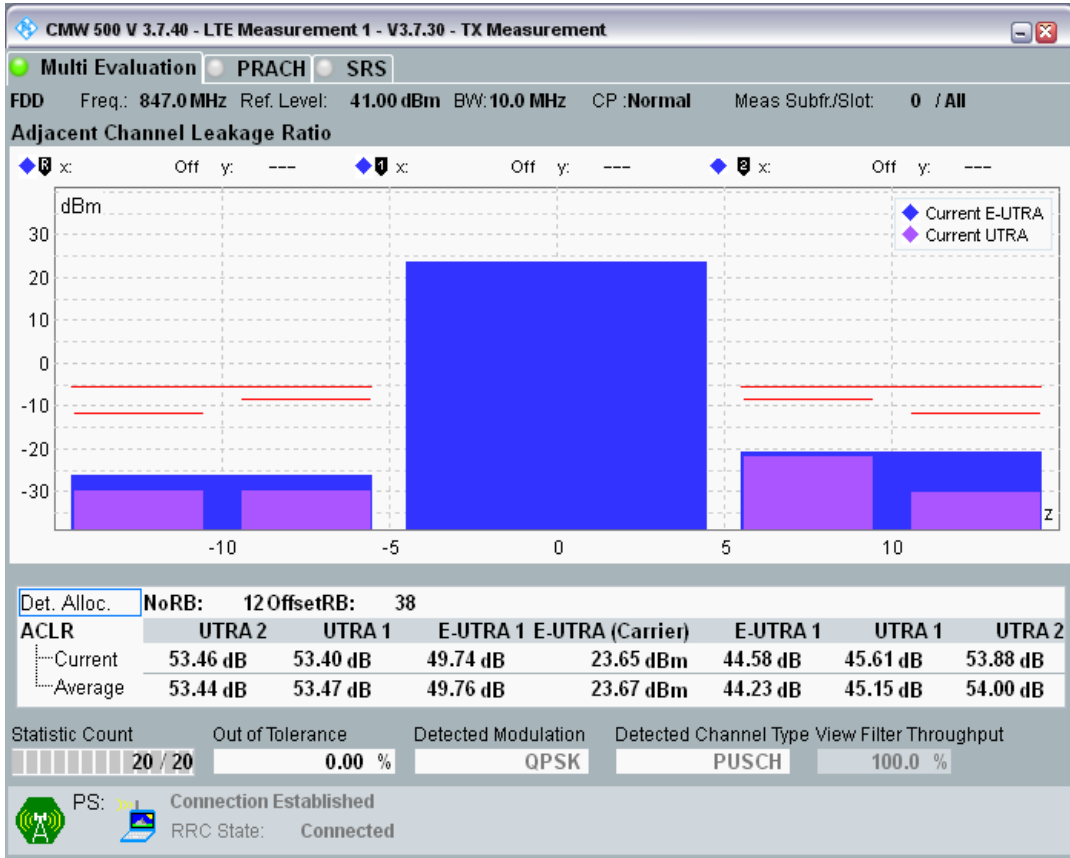 CMW 500 V 3.7.40 - LTE Measurement 1 - V3.7.30 - TX Measurement
Multi Evaluation PRACH SRS
FDD Freq.: 847.0 MHz Ref. Level: 41.00 dBm BW: 10.0 MHz CP :Normal Meas Subfr./Slot: 0 / All
Adjacent Channel Leakage Ratio
R x: Off y: --- 1 x: Off y: --- 2 x: Off y: ---
dBm
Current E-UTRA
Current UTRA
30
20
10
0
-10
-20
-30
z
-10 -5 0 5 10
Det. Alloc. NoRB: 12 OffsetRB: 38
ACLR UTRA 2 UTRA 1 E-UTRA 1 E-UTRA (Carrier) E-UTRA 1 UTRA 1 UTRA 2
Current 53.46 dB 53.40 dB 49.74 dB 23.65 dBm 44.58 dB 45.61 dB 53.88 dB
Average 53.44 dB 53.47 dB 49.76 dB 23.67 dBm 44.23 dB 45.15 dB 54.00 dB
Statistic Count Out of Tolerance Detected Modulation Detected Channel Type View Filter Throughput
20 / 20 0.00 % QPSK PUSCH 100.0 %
PS: Connection Established
RRC State: Connected